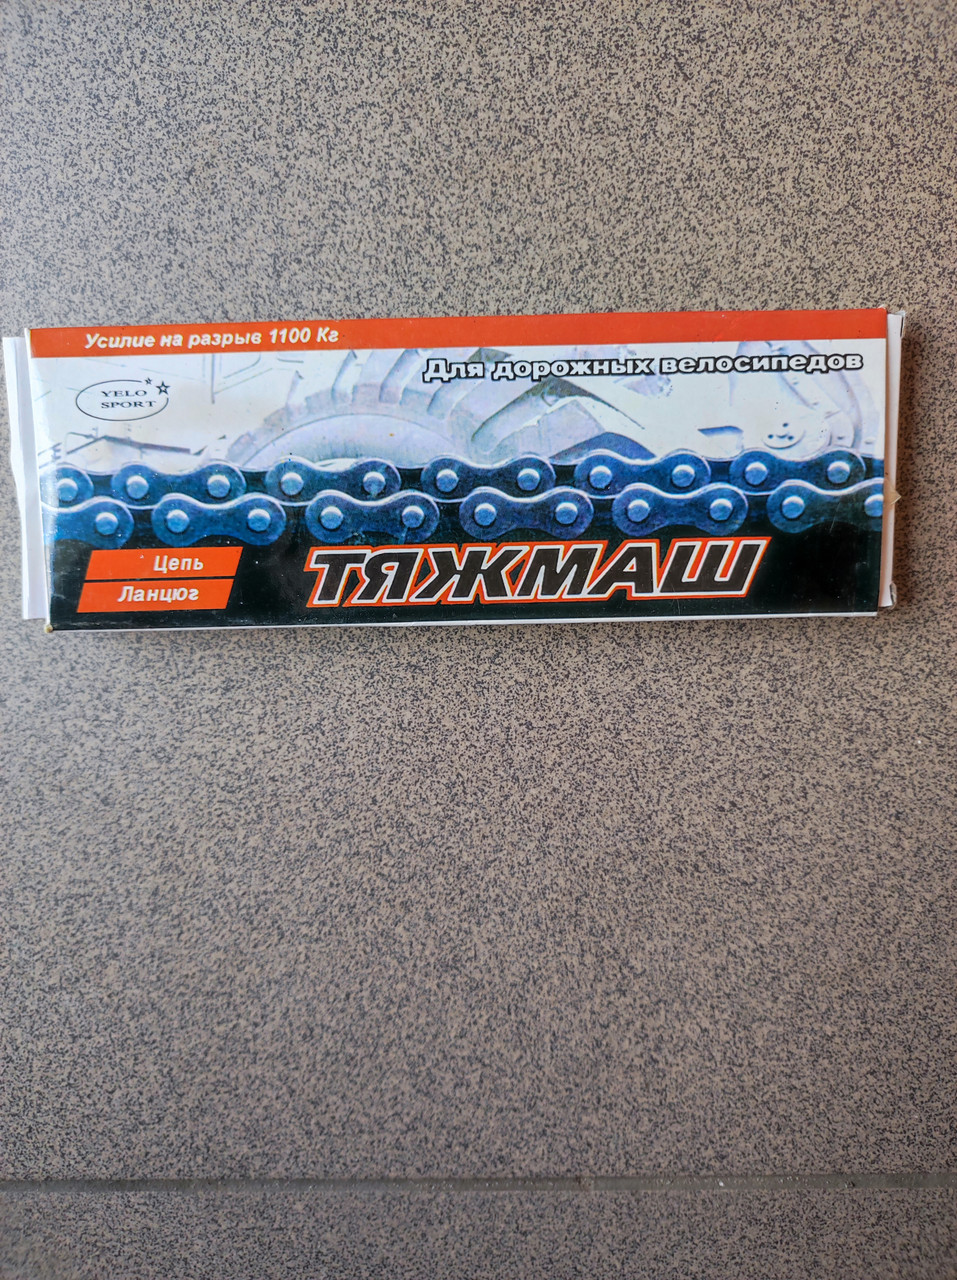 Усилие на разрыв 1100 Кг
Для дорожных велосипедов
YELO
SPORT
Цепь
Ланцюг
ТЯЖМАШ